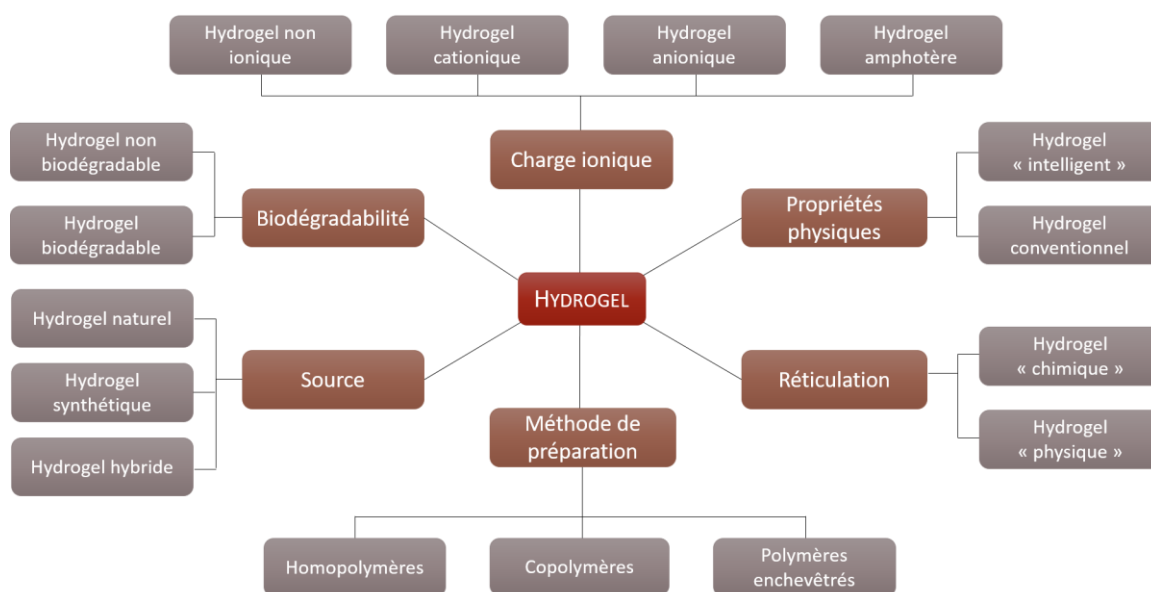 Hydrogel non
ionique
Hydrogel
cationique
Hydrogel
anionique
Hydrogel
amphotère
Charge ionique
Hydrogel non
biodégradable
Hydrogel
biodégradable
Biodégradabilité
Propriétés
physiques
Hydrogel
« intelligent »
Hydrogel
conventionnel
HYDROGEL
Hydrogel naturel
Hydrogel
synthétique
Hydrogel hybride
Source
Réticulation
Hydrogel
« chimique »
Hydrogel
« physique »
Méthode de
préparation
Homopolymères
Copolymères
Polymères
enchevêtrés